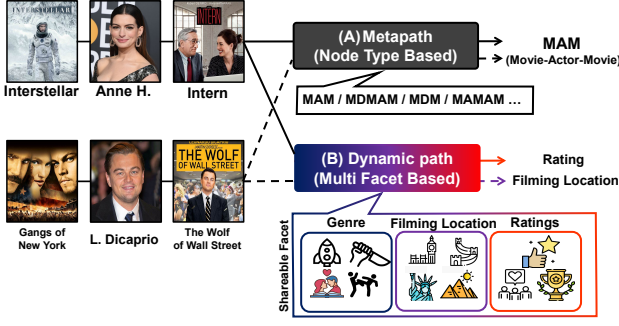 INTERSTELLAR
INTERN
(A) Metapath
(Node Type Based)
MAM
(Movie-Actor-Movie)
Interstellar
Anne H.
Intern
MAM / MDMAM / MDM / MAMAM ...
THE WOLF
OF WALL STREET
(B) Dynamic path
(Multi Facet Based)
Rating
Filming Location
Gangs of
New York
L. Dicaprio
The Wolf
of Wall Street
Shareable Facet
Genre
Filming Location
Ratings